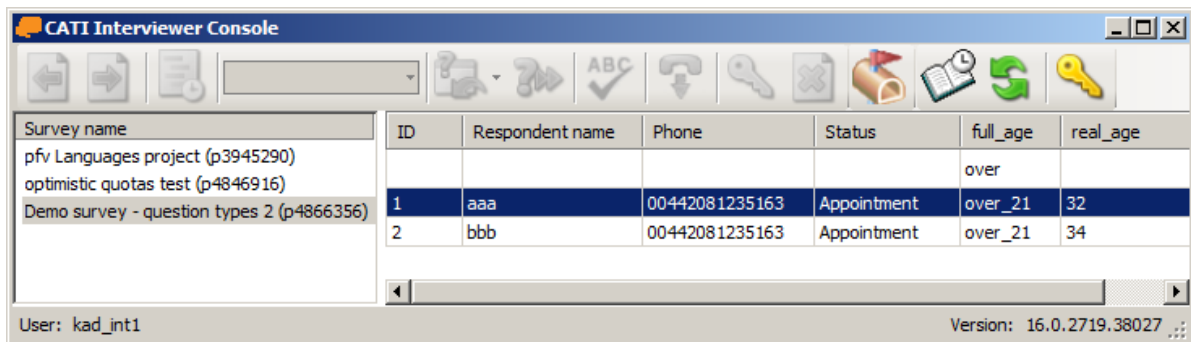 CATI Interviewer Console
ABC
Survey name
pfv Languages project (p3945290)
optimistic quotas test (p4846916)
Demo survey - question types 2 (p4866356)
ID Respondent name Phone Status full_age real_age
over
1 aaa 00442081235163 Appointment over_21 32
2 bbb 00442081235163 Appointment over_21 34
User: kad_int1 Version: 16.0.2719.38027